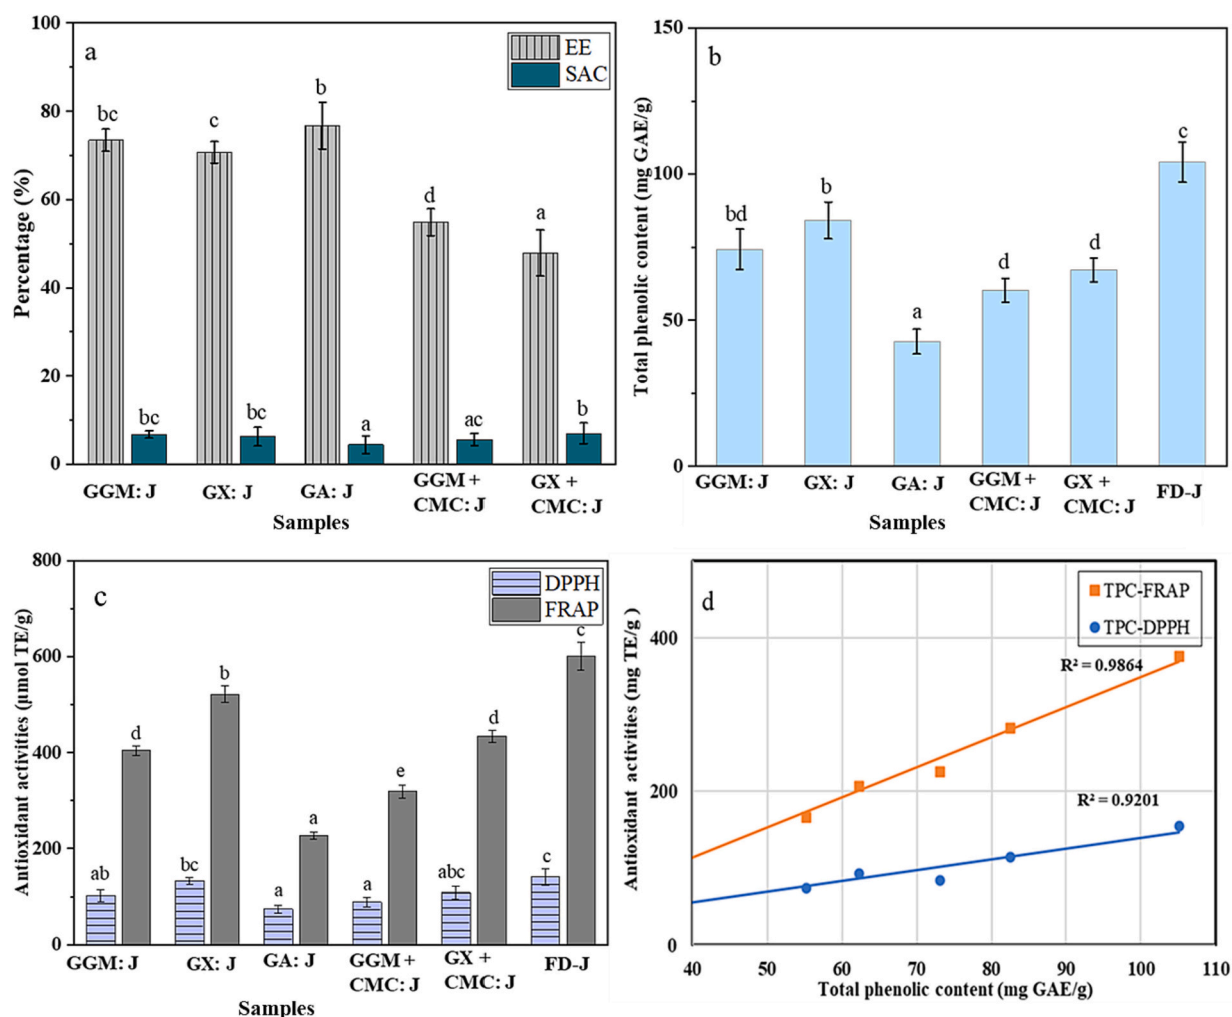 a
EE
SAC
100
80
60
40
20
0
Percentage (%)
bc
c
b
d
a
bc
bc
a
ac
b
GGM: J
GX: J
GA: J
GGM +
CMC: J
GX +
CMC: J
Samples
b
150
100
50
0
Total phenolic content (mg GAE/g)
bd
b
a
d
d
c
GGM: J
GX: J
GA: J
GGM +
CMC: J
GX +
CMC: J
FD-J
Samples
c
DPPH
FRAP
800
600
400
200
0
Antioxidant activities (µmol TE/g)
ab
d
bc
b
a
a
a
e
abc
d
c
c
GGM: J
GX: J
GA: J
GGM +
CMC: J
GX +
CMC: J
FD-J
Samples
d
TPC-FRAP
TPC-DPPH
R² = 0.9864
R² = 0.9201
400
200
0
Antioxidant activities (mg TE/g)
40
50
60
70
80
90
100
110
Total phenolic content (mg GAE/g)